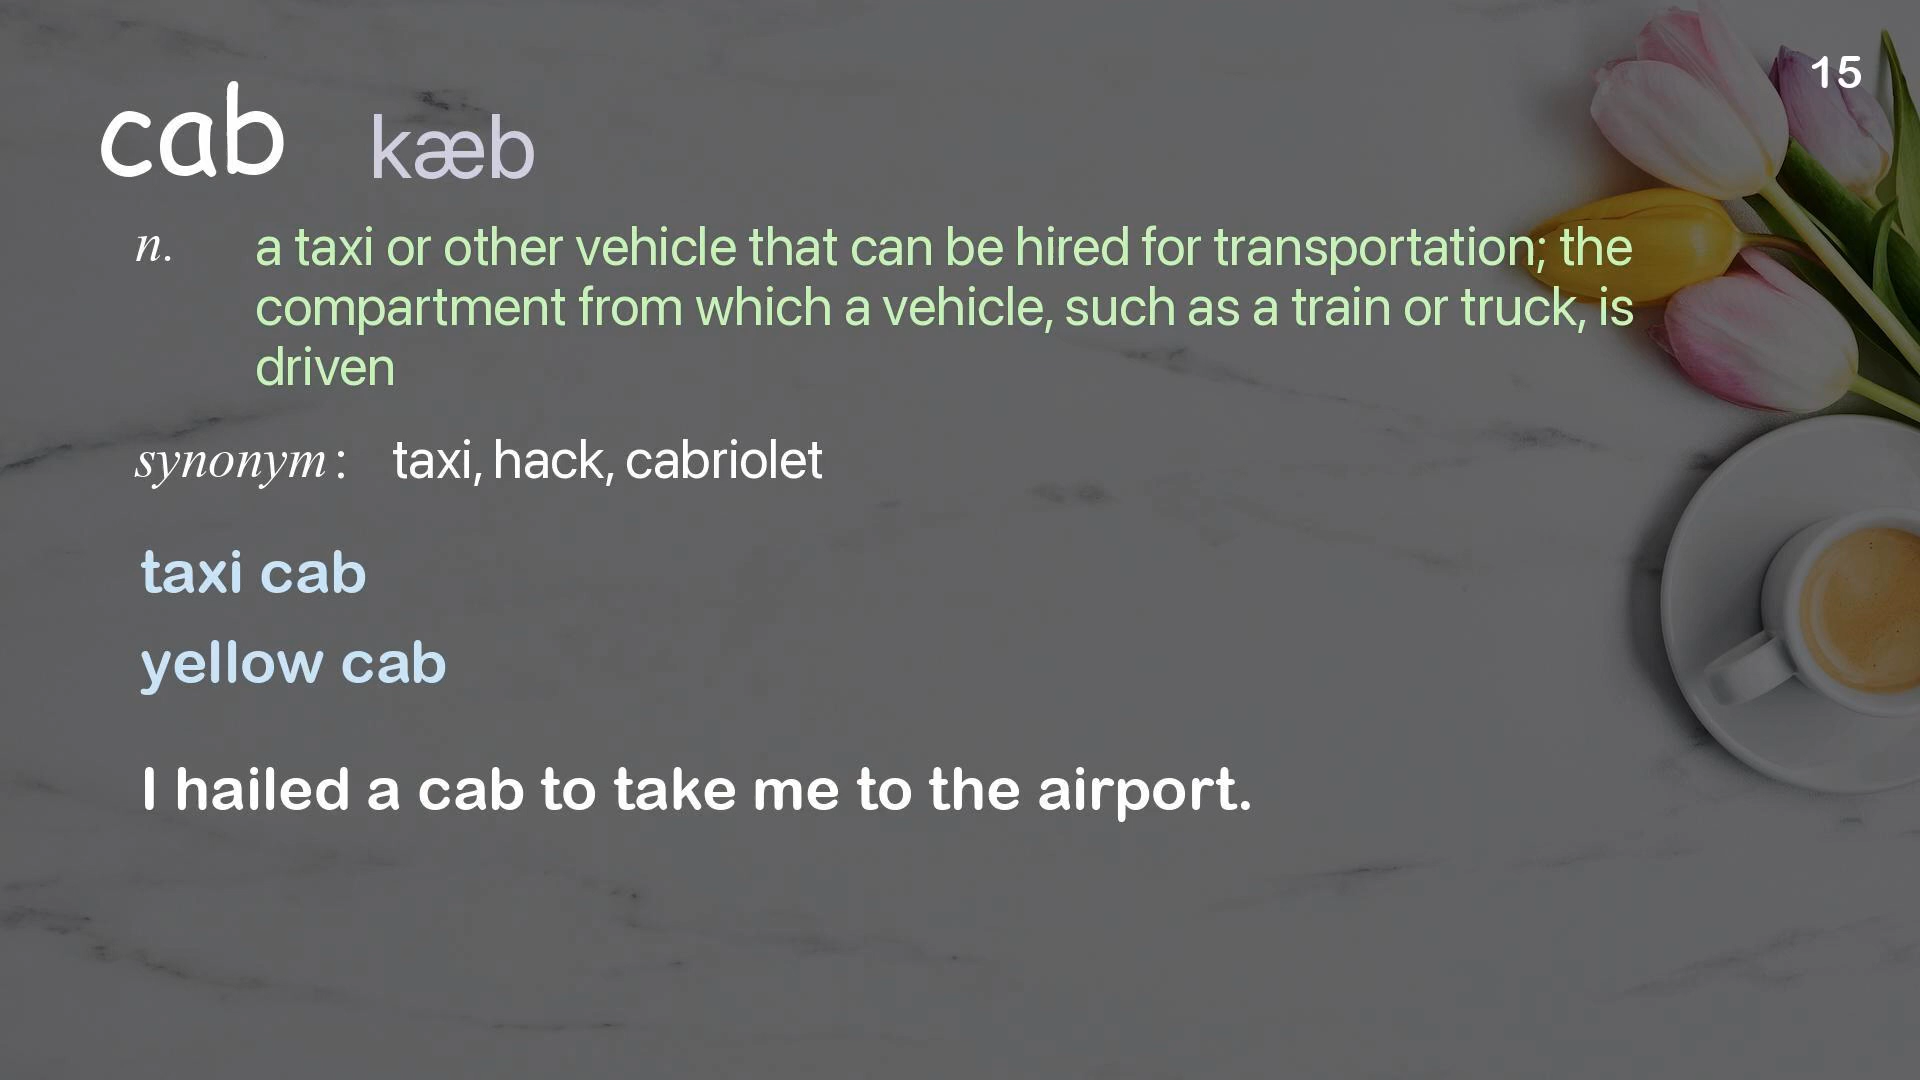 15
cab kæb
n. a taxi or other vehicle that can be hired for transportation; the
compartment from which a vehicle, such as a train or truck, is
driven
synonym: taxi, hack, cabriolet
taxi cab
yellow cab
I hailed a cab to take me to the airport.